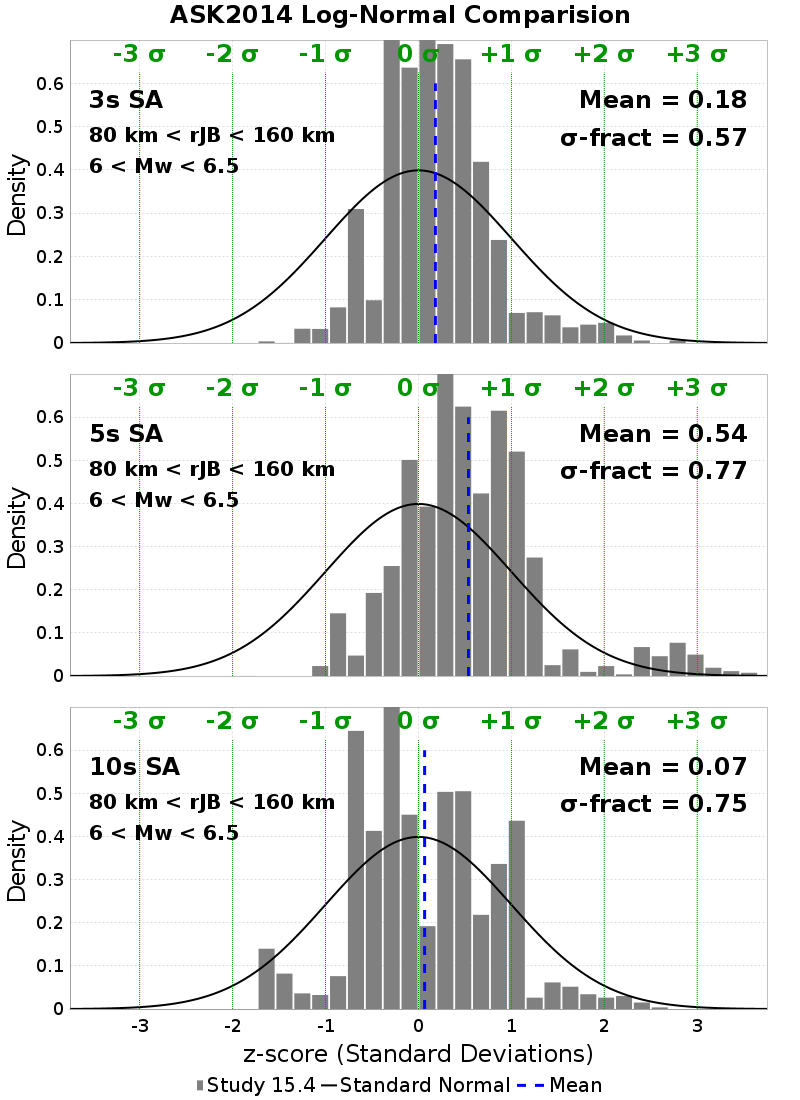 ASK2014 Log-Normal Comparision
-3 σ -2 σ -1 σ 0 σ +1 σ +2 σ +3 σ
3s SA
80 km < rJB < 160 km
6 < Mw < 6.5
Mean = 0.18
σ-fract = 0.57
Density
0.6
0.5
0.4
0.3
0.2
0.1
0
-3 σ -2 σ -1 σ 0 σ +1 σ +2 σ +3 σ
5s SA
80 km < rJB < 160 km
6 < Mw < 6.5
Mean = 0.54
σ-fract = 0.77
Density
0.6
0.5
0.4
0.3
0.2
0.1
0
-3 σ -2 σ -1 σ 0 σ +1 σ +2 σ +3 σ
10s SA
80 km < rJB < 160 km
6 < Mw < 6.5
Mean = 0.07
σ-fract = 0.75
Density
0.6
0.5
0.4
0.3
0.2
0.1
0
-3 -2 -1 0 1 2 3
z-score (Standard Deviations)
Study 15.4 Standard Normal Mean